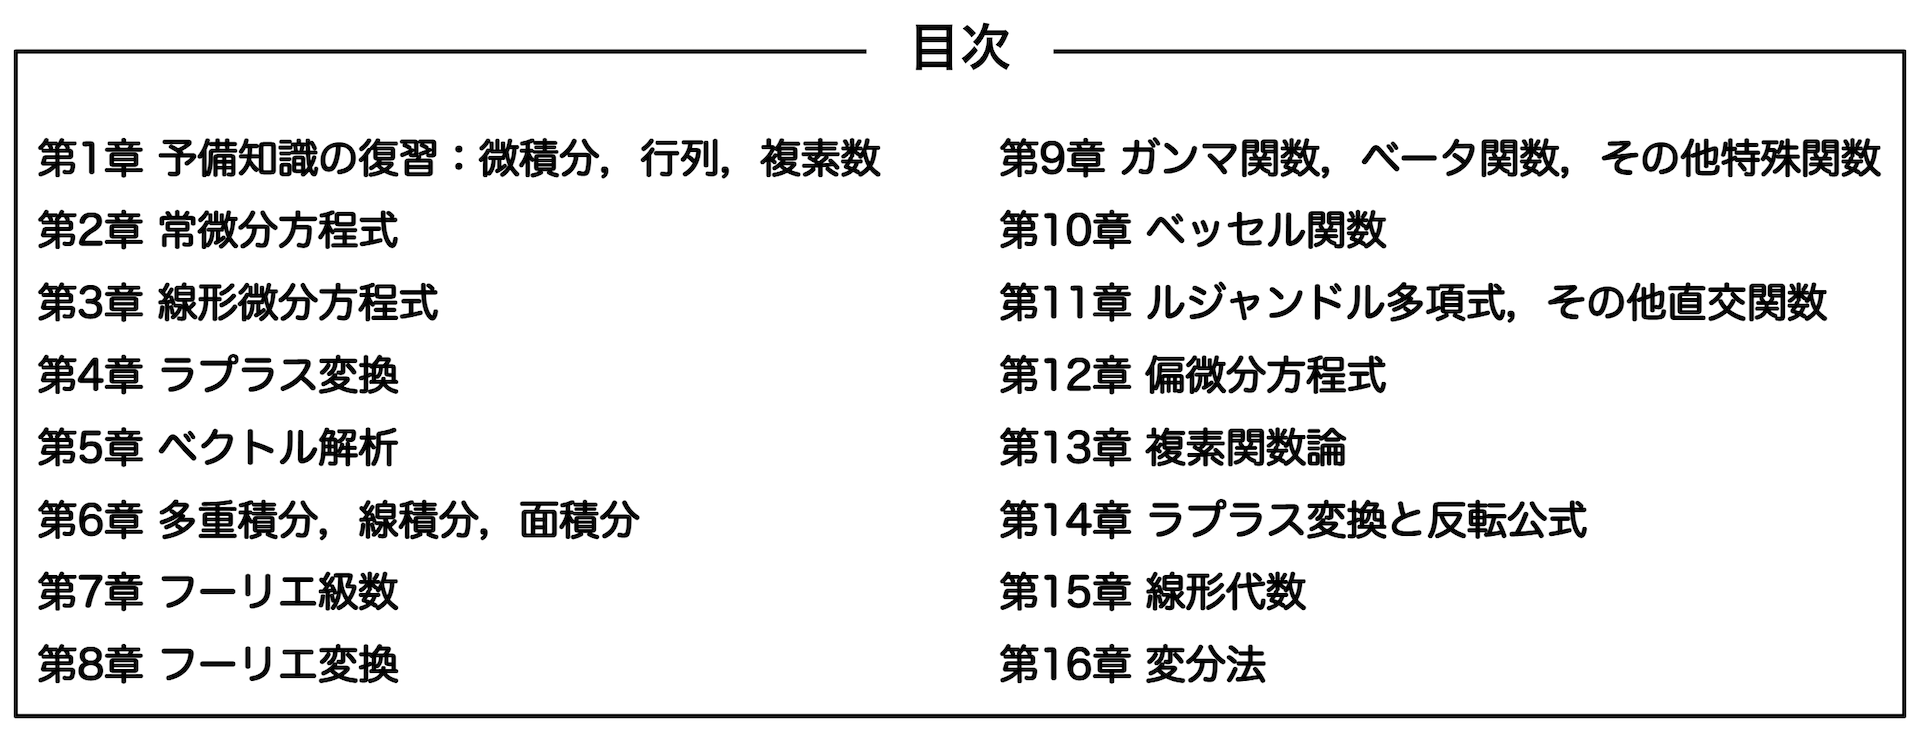 目次
第1章 予備知識の復習：微積分，行列，複素数
第2章 常微分方程式
第3章 線形微分方程式
第4章 ラプラス変換
第5章 ベクトル解析
第6章 多重積分，線積分，面積分
第7章 フーリエ級数
第8章 フーリエ変換
第9章 ガンマ関数，ベータ関数，その他特殊関数
第10章 ベッセル関数
第11章 ルジャンドル多項式，その他直交関数
第12章 偏微分方程式
第13章 複素関数論
第14章 ラプラス変換と反転公式
第15章 線形代数
第16章 変分法